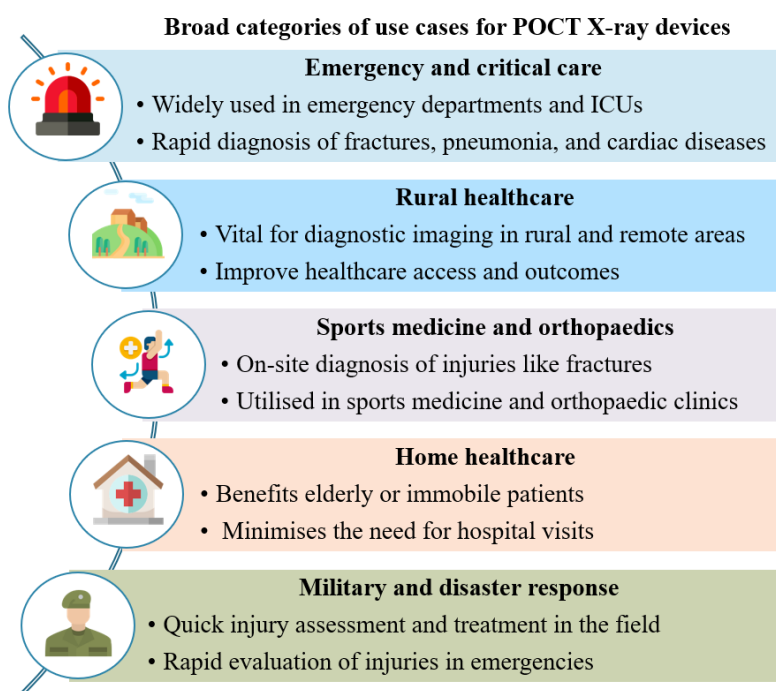 Broad categories of use cases for POCT X-ray devices
Emergency and critical care
• Widely used in emergency departments and ICUs
• Rapid diagnosis of fractures, pneumonia, and cardiac diseases
Rural healthcare
• Vital for diagnostic imaging in rural and remote areas
• Improve healthcare access and outcomes
Sports medicine and orthopaedics
• On-site diagnosis of injuries like fractures
• Utilised in sports medicine and orthopaedic clinics
Home healthcare
• Benefits elderly or immobile patients
• Minimises the need for hospital visits
Military and disaster response
• Quick injury assessment and treatment in the field
• Rapid evaluation of injuries in emergencies